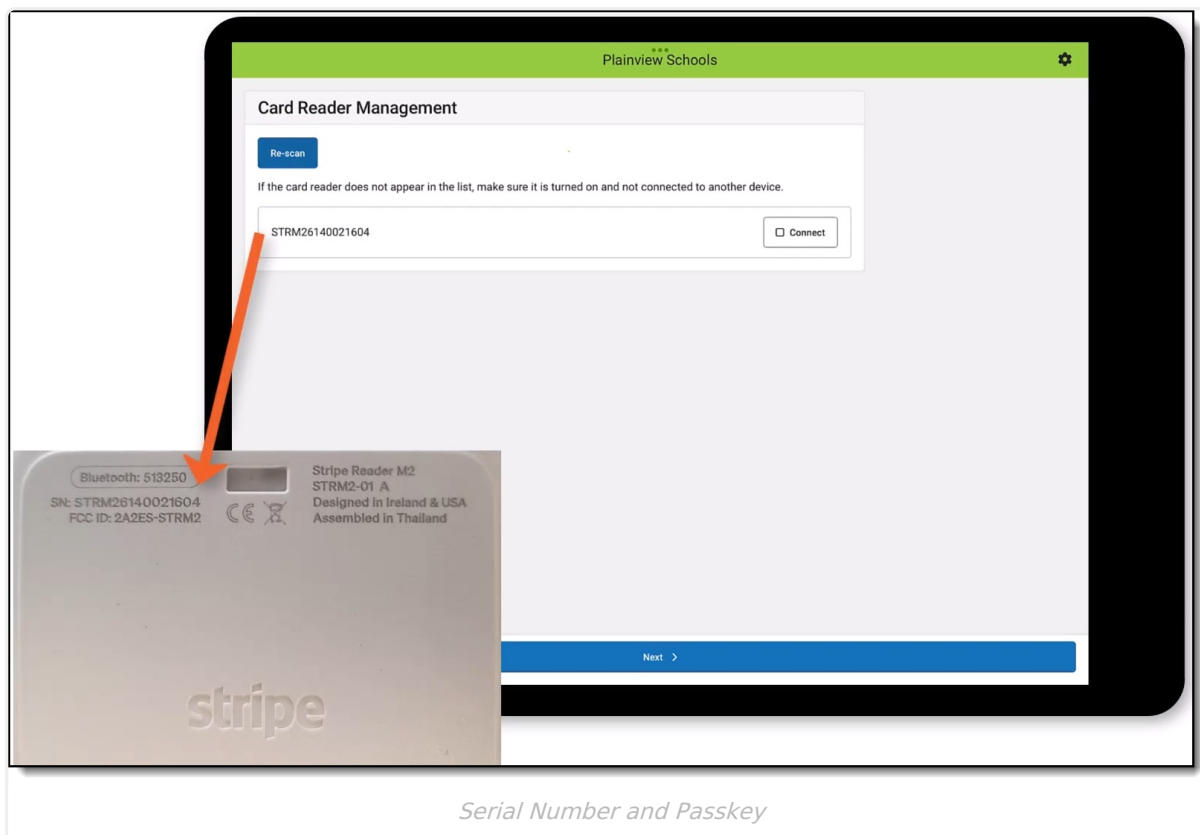 Plainview Schools
Card Reader Management
Re-scan
If the card reader does not appear in the list, make sure it is turned on and not connected to another device.
STRM26140021604
Connect
Bluetooth: 513250
SN: STRM26140021604
FCC ID: 2A2ES-STRM2
CE
Stripe Reader M2
STRM2-01 A
Designed in Ireland & USA
Assembled in Thailand
stripe
Next
Serial Number and Passkey